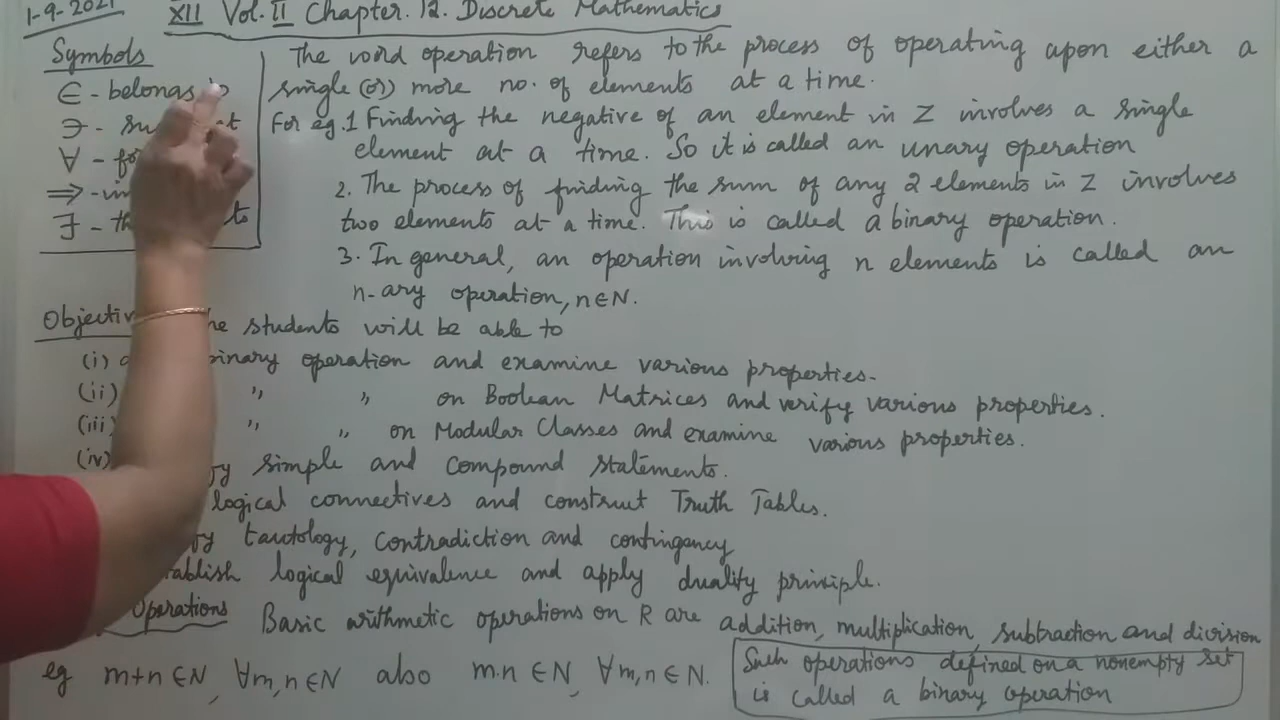 1-9-2021 XII Vol. II Chapter. 12. Discrete Mathematics
Symbols
∈ - belongs
∋ -
∀ -
⇒ -
∃ -
The word operation refers to the process of operating upon either a
single (or) more no. of elements at a time.
For eg. 1 Finding the negative of an element in Z involves a single
element at a time. So it is called an unary operation
2. The process of finding the sum of any 2 elements in Z involves
two elements at a time. This is called a binary operation.
3. In general, an operation involving n elements is called an
n-ary operation, n∈N.
students will be able to
(i) binary operation and examine various properties-
(ii) ,, ,, on Boolean Matrices and verify various properties.
(iii) ,, ,, on Modular Classes and examine various properties.
(iv) simple and compound statements.
logical connectives and construct Truth Tables.
tautology, contradiction and contingency
logical equivalence and apply duality principle.
Operations Basic arithmetic operations on R are addition, multiplication, subtraction and division
eg m+n ∈N, ∀m,n ∈N also m.n ∈N, ∀m,n ∈N.
Such operations defined on a nonempty set
is called a binary operation